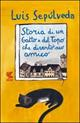 Luis Sepúlveda
Storia di un
Gatto e del Topo
che diventò suo
amico